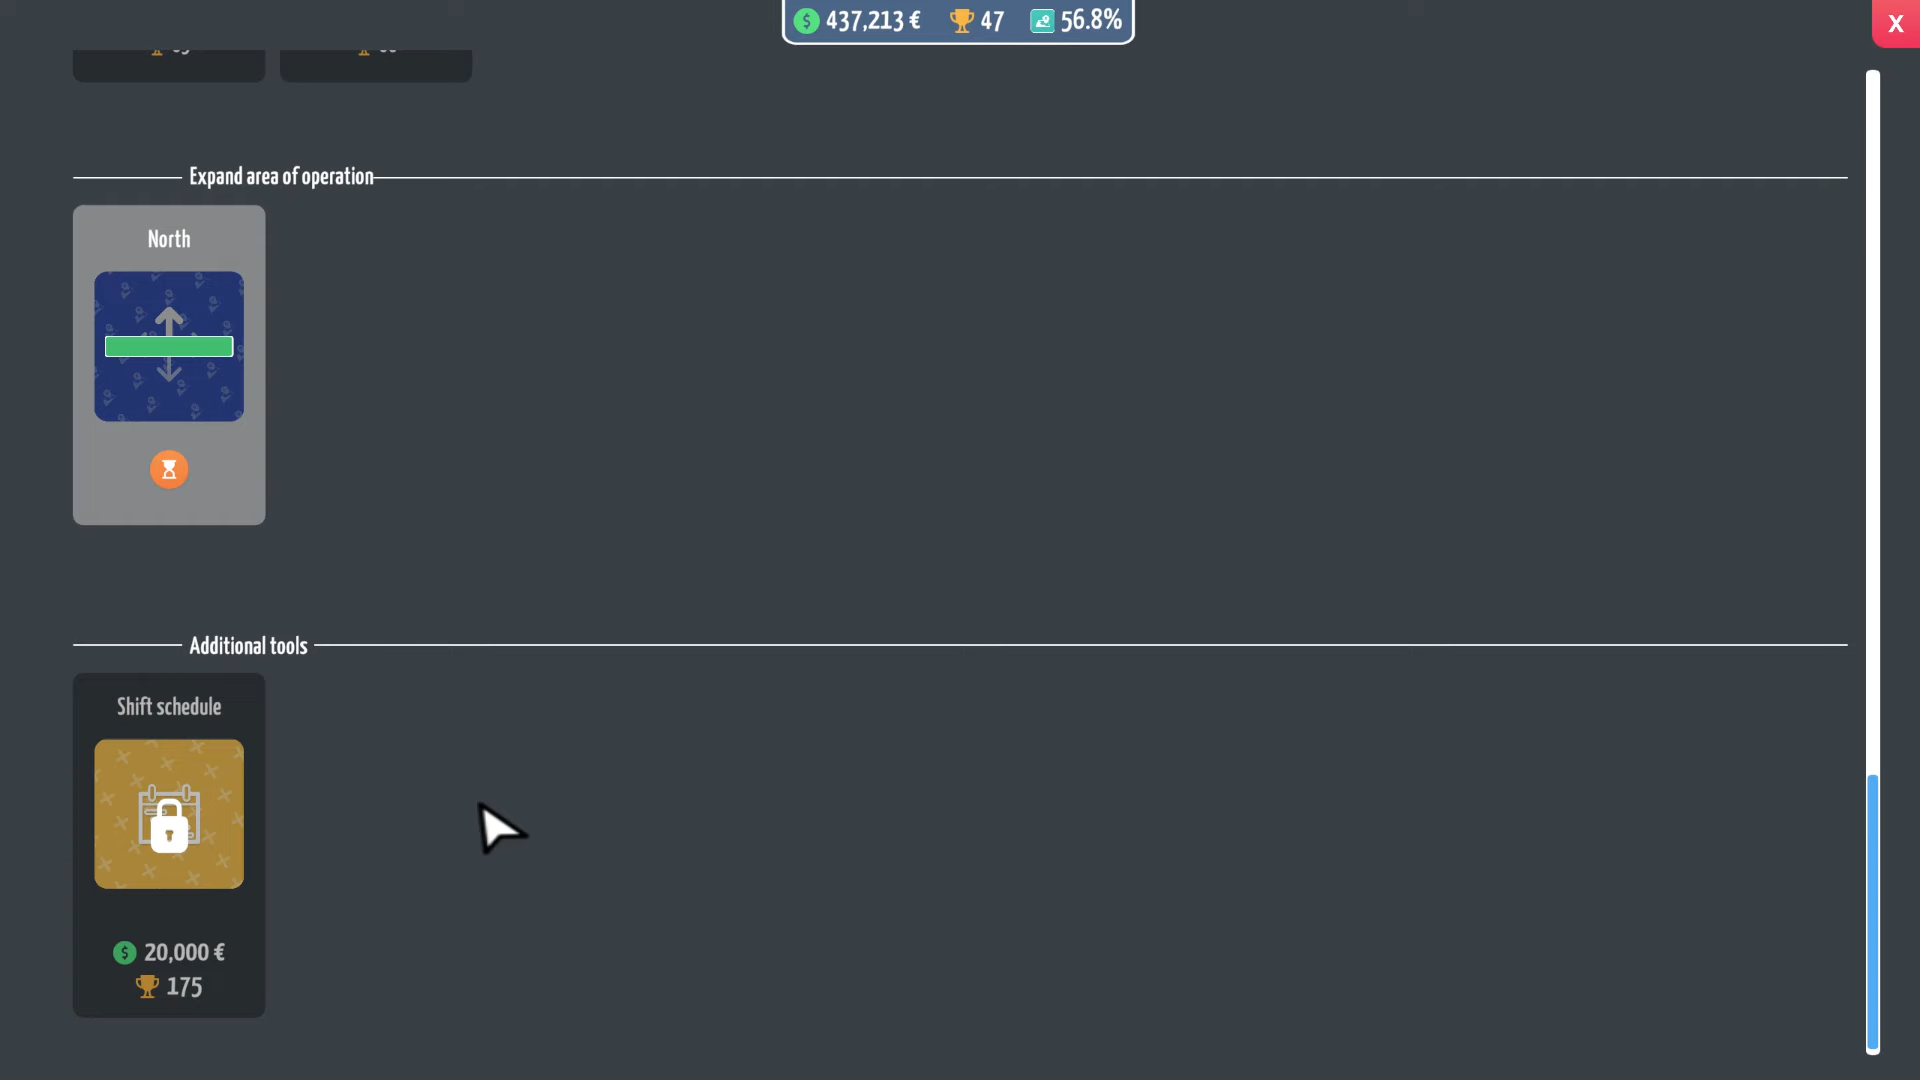 437,213 € 47 56.8%
X
Expand area of operation
North
Additional tools
Shift schedule
20,000 €
175